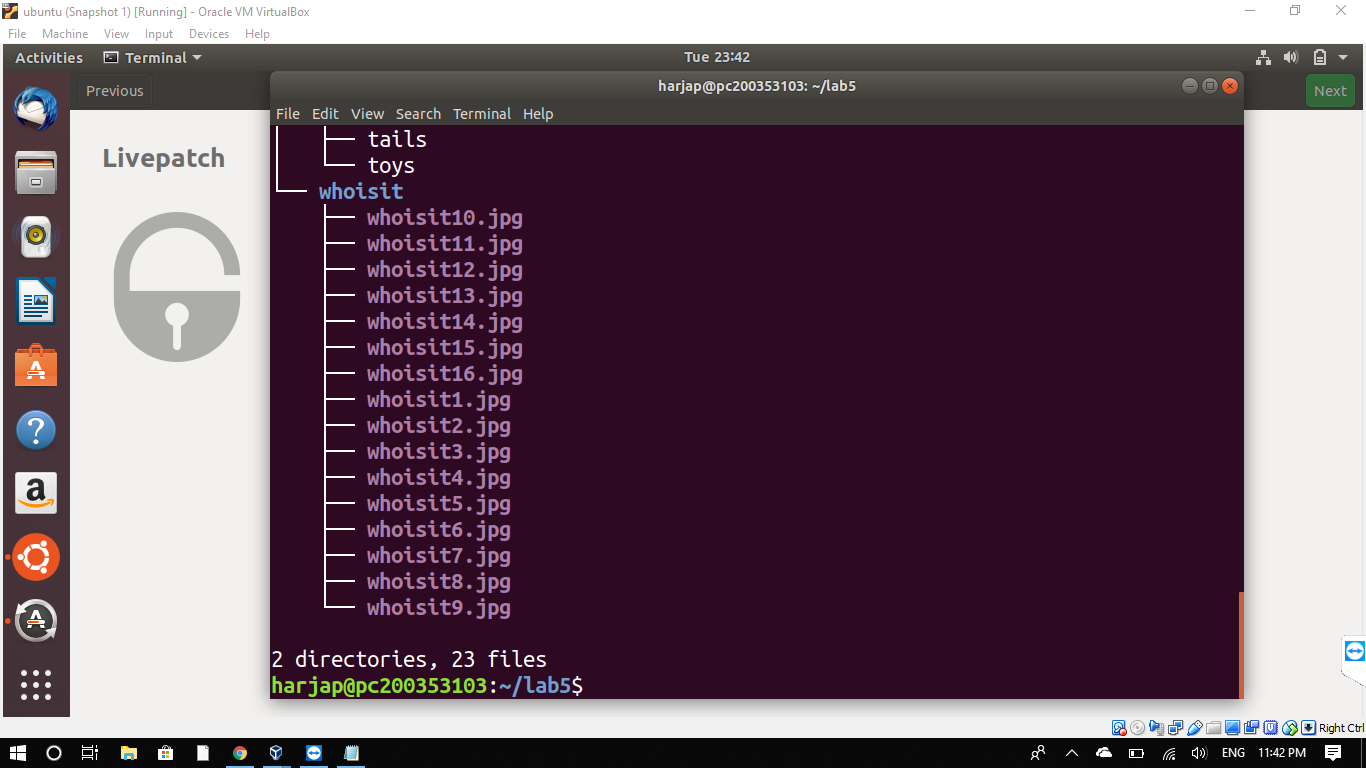 ubuntu (Snapshot 1) [Running] - Oracle VM VirtualBox
File Machine View Input Devices Help
Activities Terminal Tue 23:42
Previous
harjap@pc200353103: ~/lab5
Next
File Edit View Search Terminal Help
Livepatch
├── tails
└── toys
└── whoisit
├── whoisit10.jpg
├── whoisit11.jpg
├── whoisit12.jpg
├── whoisit13.jpg
├── whoisit14.jpg
├── whoisit15.jpg
├── whoisit16.jpg
├── whoisit1.jpg
├── whoisit2.jpg
├── whoisit3.jpg
├── whoisit4.jpg
├── whoisit5.jpg
├── whoisit6.jpg
├── whoisit7.jpg
├── whoisit8.jpg
└── whoisit9.jpg
2 directories, 23 files
harjap@pc200353103:~/lab5$
Right Ctrl
ENG 11:42 PM